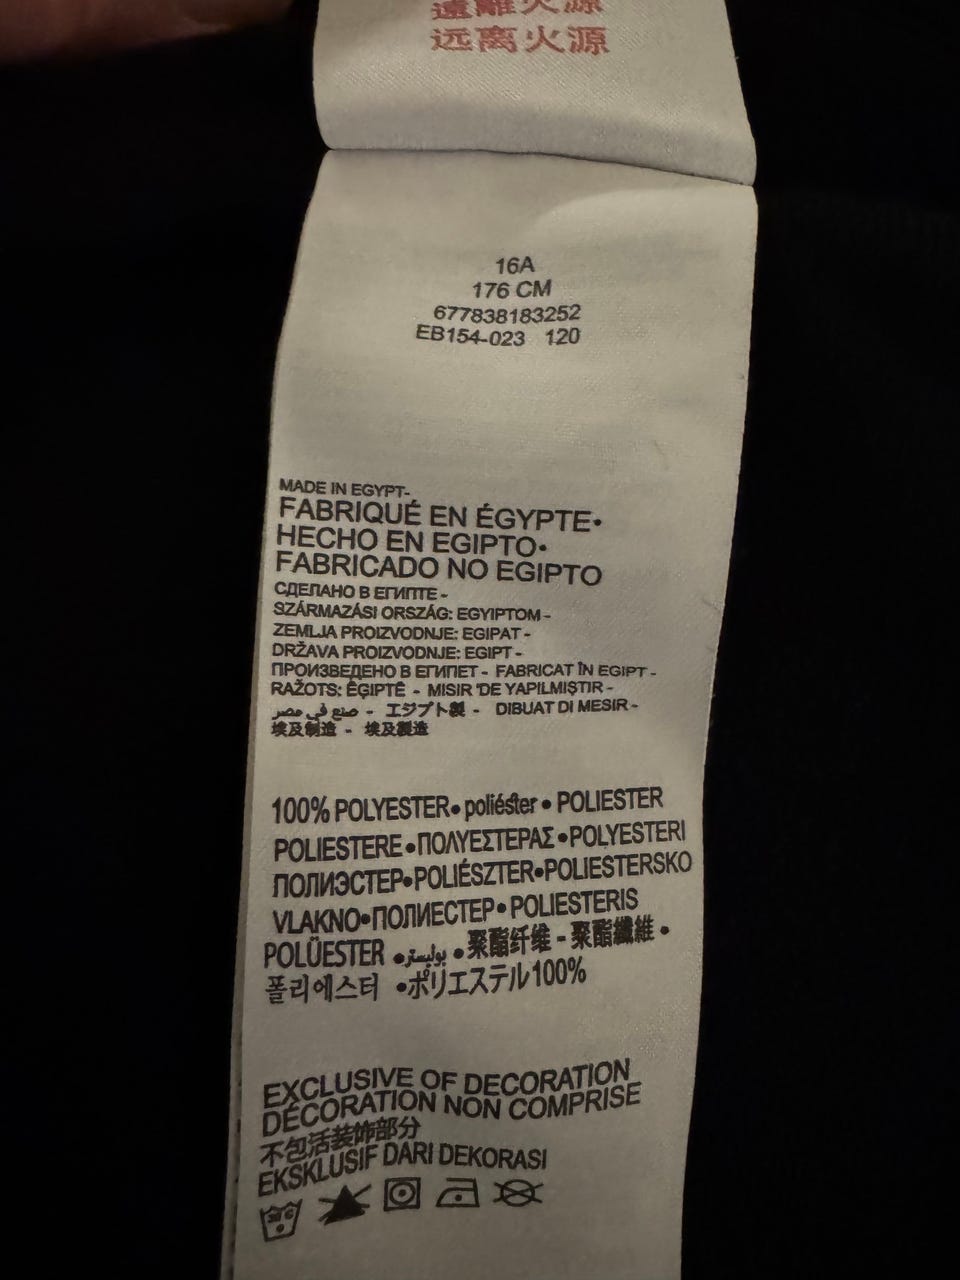 遠離火源
远离火源
16A
176 CM
677838183252
EB154-023 120
MADE IN EGYPT-
FABRIQUÉ EN ÉGYPTE•
HECHO EN EGIPTO•
FABRICADO NO EGIPTO
СДЕЛАНО В ЕГИПТЕ -
SZÁRMAZÁSI ORSZÁG: EGYIPTOM -
ZEMLJA PROIZVODNJE: EGIPAT -
DRŽAVA PROIZVODNJE: EGIPT -
ПРОИЗВЕДЕНО В ЕГИПЕТ - FABRICAT ÎN EGIPT -
RAŽOTS: ĒĢIPTĒ - MISIR 'DE YAPILMIŞTIR -
صنع في مصر - エジプト製 - DIBUAT DI MESIR -
埃及制造 - 埃及製造
100% POLYESTER• poliéster • POLIESTER
POLIESTERE •ΠΟΛΥΕΣΤΕΡΑΣ •POLYESTERI
ПОЛИЭСТЕР•POLIÉSZTER•POLIESTERSKO
VLAKNO•ПОЛИЕСТЕР• POLIESTERIS
POLÜESTER •بوليستر •聚酯纤维 - 聚酯纖維 •
폴리에스터 •ポリエステル100%
EXCLUSIVE OF DECORATION
DÉCORATION NON COMPRISE
不包括装饰部分
EKSKLUSIF DARI DEKORASI